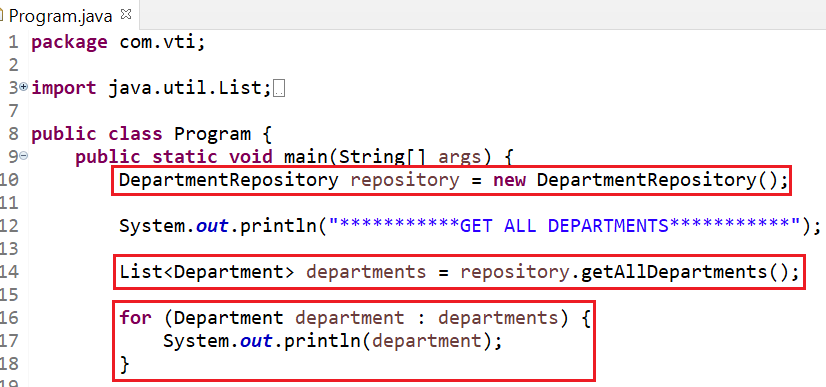 Program.java
1 package com.vti;
2
3 import java.util.List;
7
8 public class Program {
9 public static void main(String[] args) {
10 DepartmentRepository repository = new DepartmentRepository();
11
12 System.out.println("***********GET ALL DEPARTMENTS***********");
13
14 List<Department> departments = repository.getAllDepartments();
15
16 for (Department department : departments) {
17 System.out.println(department);
18 }
19